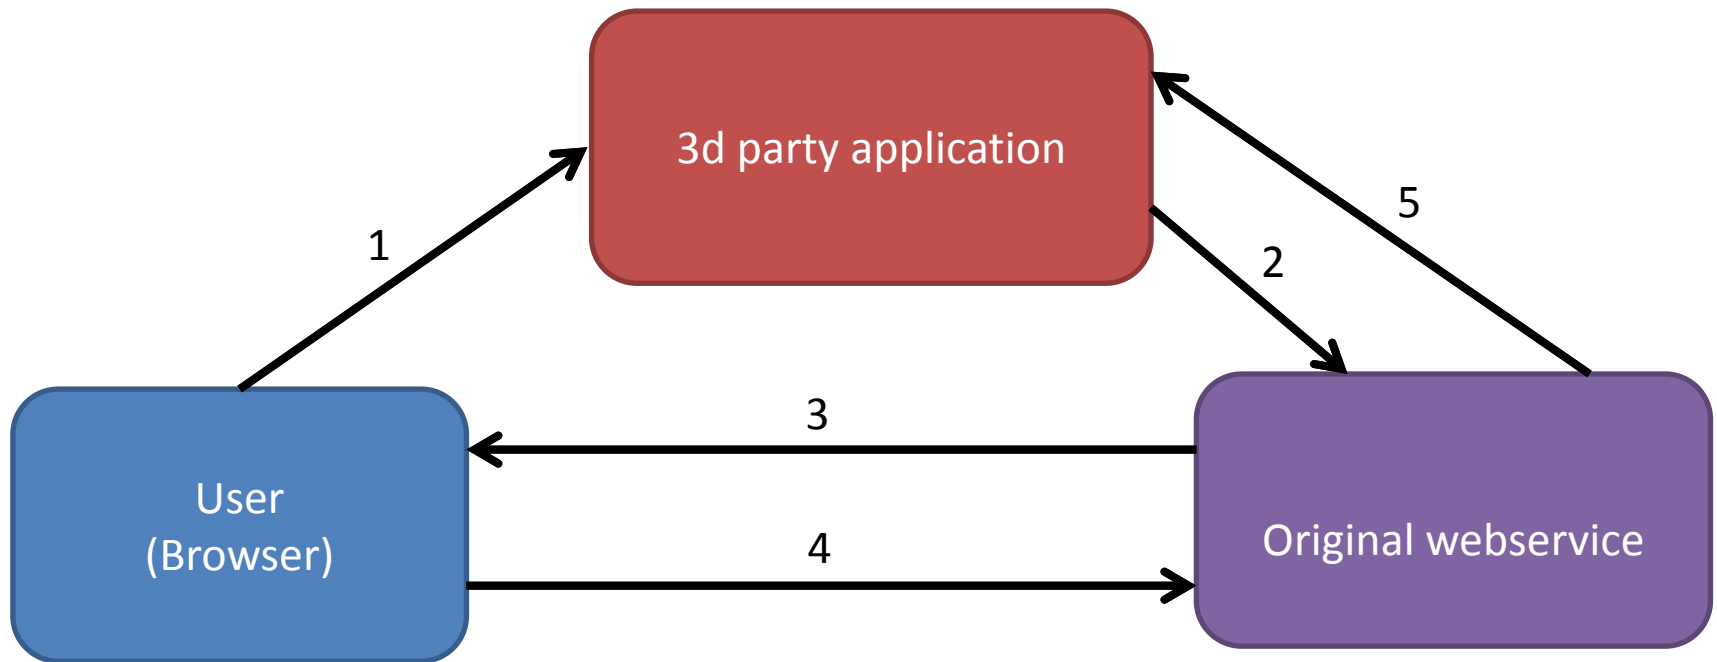 3d party application
5
1
2
3
User
(Browser)
Original webservice
4